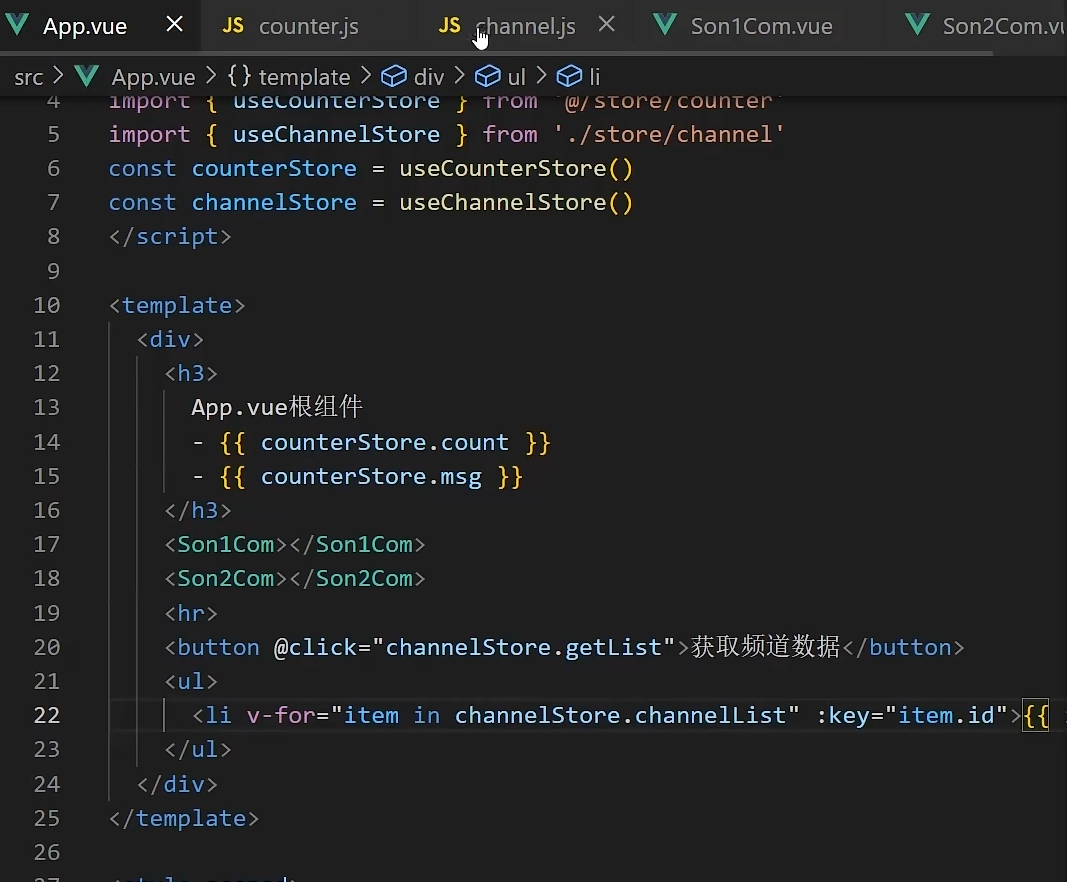 App.vue JS counter.js JS channel.js Son1Com.vue Son2Com.vu
src > App.vue > {} template > div > ul > li
4 import { useCounterStore } from '@/store/counter'
5 import { useChannelStore } from './store/channel'
6 const counterStore = useCounterStore()
7 const channelStore = useChannelStore()
8 </script>
9
10 <template>
11 <div>
12 <h3>
13 App.vue根组件
14 - {{ counterStore.count }}
15 - {{ counterStore.msg }}
16 </h3>
17 <Son1Com></Son1Com>
18 <Son2Com></Son2Com>
19 <hr>
20 <button @click="channelStore.getList">获取频道数据</button>
21 <ul>
22 <li v-for="item in channelStore.channelList" :key="item.id">{{
23 </ul>
24 </div>
25 </template>
26